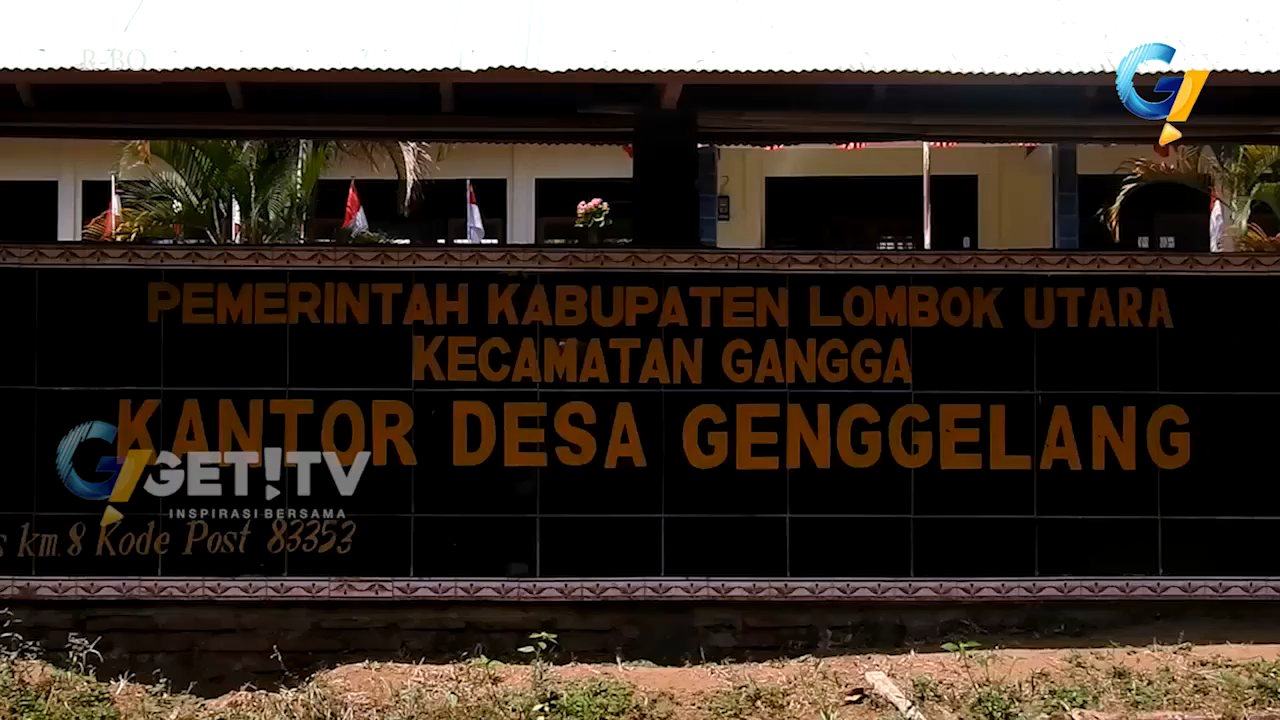 PEMERINTAH KABUPATEN LOMBOK UTARA
KECAMATAN GANGGA
KANTOR DESA GENGGELANG
GET!TV
INSPIRASI BERSAMA
km. 8 Kode Post 83353